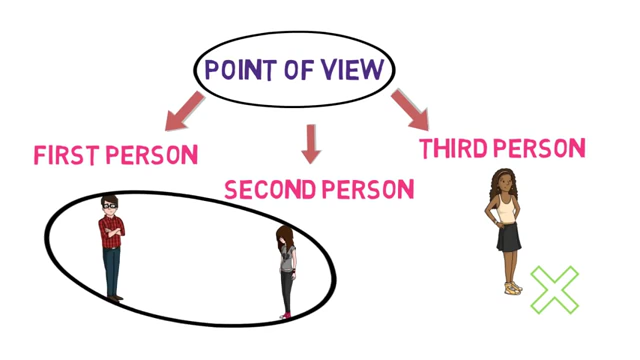 POINT OF VIEW
FIRST PERSON
SECOND PERSON
THIRD PERSON